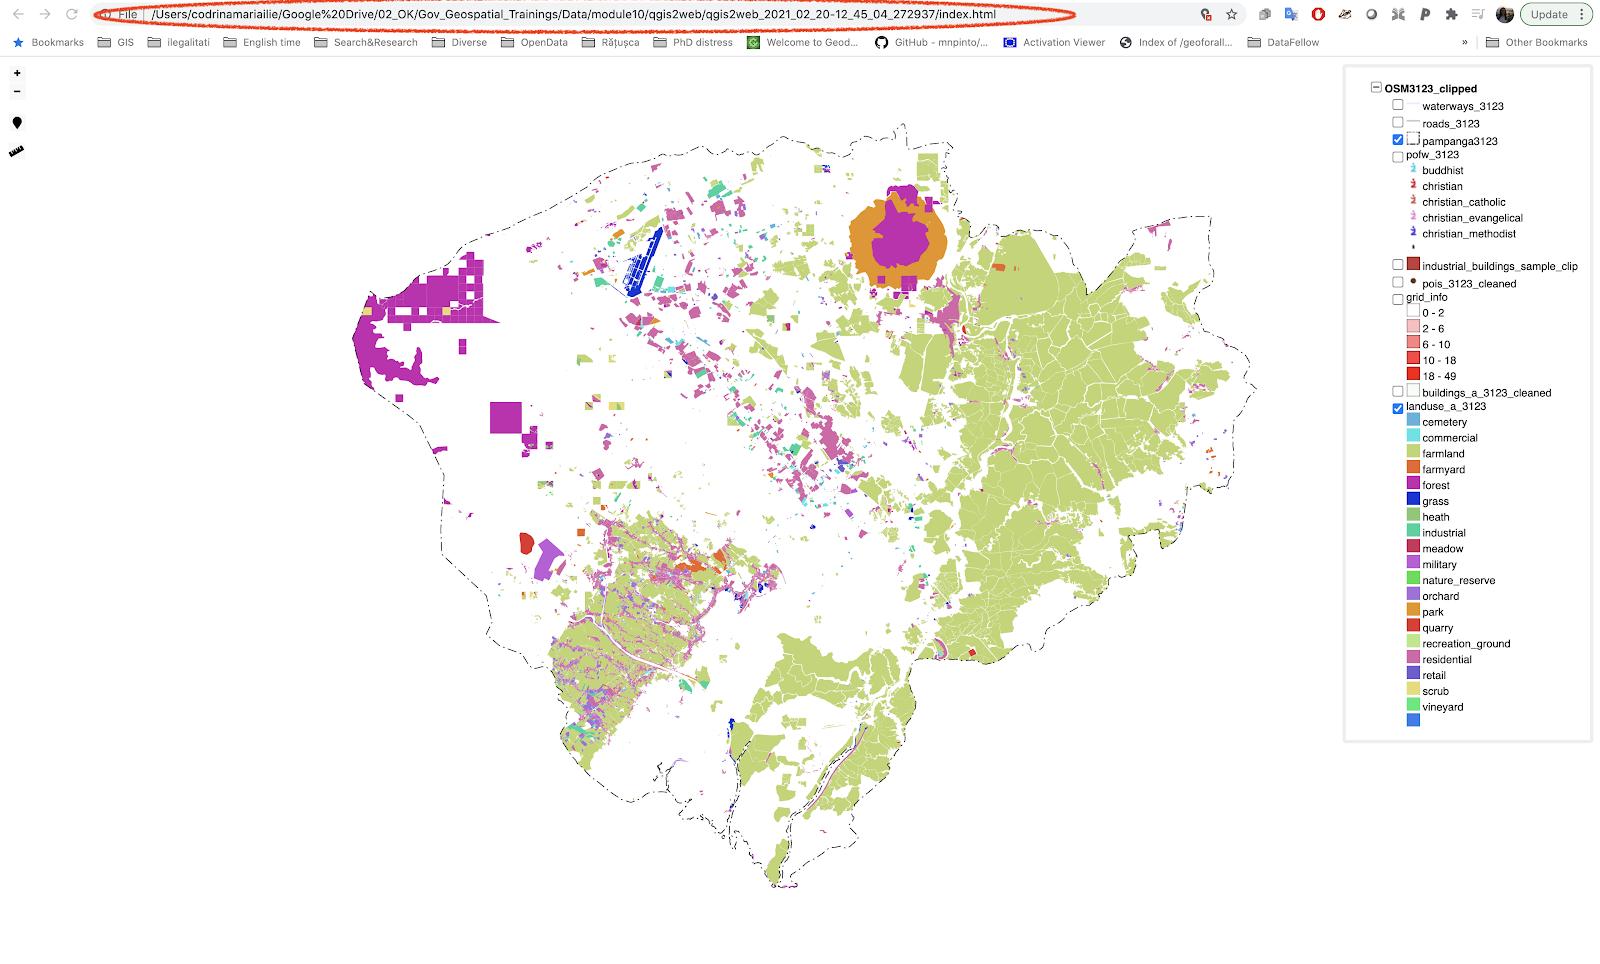 File | /Users/codrinamariailie/Google%20Drive/02_OK/Gov_Geospatial_Trainings/Data/module10/qgis2web/qgis2web_2021_02_20-12_45_04_272937/index.html
Update
Bookmarks GIS ilegalitati English time Search&Research Diverse OpenData Rățușca PhD distress Welcome to Geod... GitHub - mnpinto/... Activation Viewer Index of /geoforall... DataFellow » Other Bookmarks
+
−
OSM3123_clipped
waterways_3123
roads_3123
pampanga3123
pofw_3123
buddhist
christian
christian_catholic
christian_evangelical
christian_methodist
industrial_buildings_sample_clip
pois_3123_cleaned
grid_info
0 - 2
2 - 6
6 - 10
10 - 18
18 - 49
buildings_a_3123_cleaned
landuse_a_3123
cemetery
commercial
farmland
farmyard
forest
grass
heath
industrial
meadow
military
nature_reserve
orchard
park
quarry
recreation_ground
residential
retail
scrub
vineyard